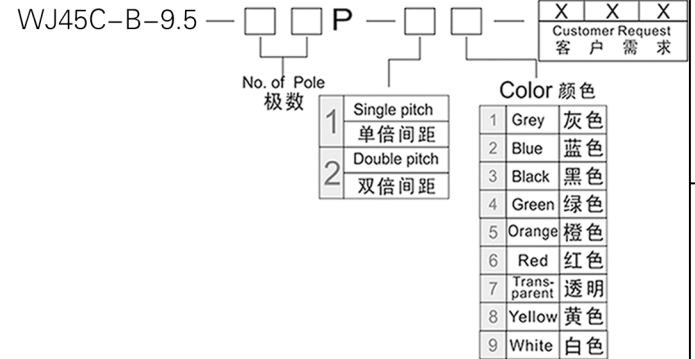 WJ45C-B-9.5 — □ □ P — □ □ — X X X
Customer Request
客户需求
No. of Pole
极数
1 Single pitch
单倍间距
2 Double pitch
双倍间距
Color 颜色
1 Grey 灰色
2 Blue 蓝色
3 Black 黑色
4 Green 绿色
5 Orange 橙色
6 Red 红色
7 Trans-
parent 透明
8 Yellow 黄色
9 White 白色